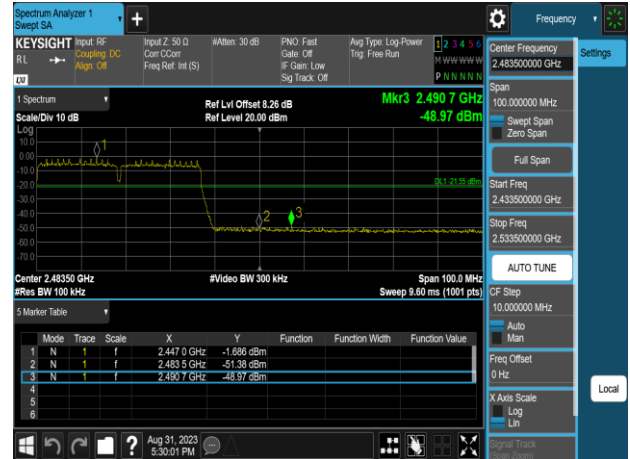 Spectrum Analyzer 1
Swept SA
+
Frequency
KEYSIGHT
RL
Input: RF
Coupling: DC
Align: Off
Input Z: 50 Ω
Corr CCorr
Freq Ref: Int (S)
#Atten: 30 dB
PNO: Fast
Gate: Off
IF Gain: Low
Sig Track: Off
Avg Type: Log-Power
Trig: Free Run
1 2 3 4 5 6
M W W W W W
P N N N N N
LXI
1 Spectrum
Scale/Div 10 dB
Ref Lvl Offset 8.26 dB
Ref Level 20.00 dBm
Mkr3 2.490 7 GHz
-48.97 dBm
Log
10.0
0.00
-10.0
-20.0
-30.0
-40.0
-50.0
-60.0
-70.0
1
2
3
DL1 -21.55 dBm
Center 2.48350 GHz
#Res BW 100 kHz
#Video BW 300 kHz
Span 100.0 MHz
Sweep 9.60 ms (1001 pts)
5 Marker Table
Mode Trace Scale X Y Function Function Width Function Value
1 N 1 f 2.447 0 GHz -1.686 dBm
2 N 1 f 2.483 5 GHz -51.38 dBm
3 N 1 f 2.490 7 GHz -48.97 dBm
4
5
6
Aug 31, 2023
5:30:01 PM
?
Center Frequency
2.483500000 GHz
Span
100.000000 MHz
Swept Span
Zero Span
Full Span
Start Freq
2.433500000 GHz
Stop Freq
2.533500000 GHz
AUTO TUNE
CF Step
10.000000 MHz
Auto
Man
Freq Offset
0 Hz
X Axis Scale
Log
Lin
Signal Track
(Span Zoom)
Settings
Local